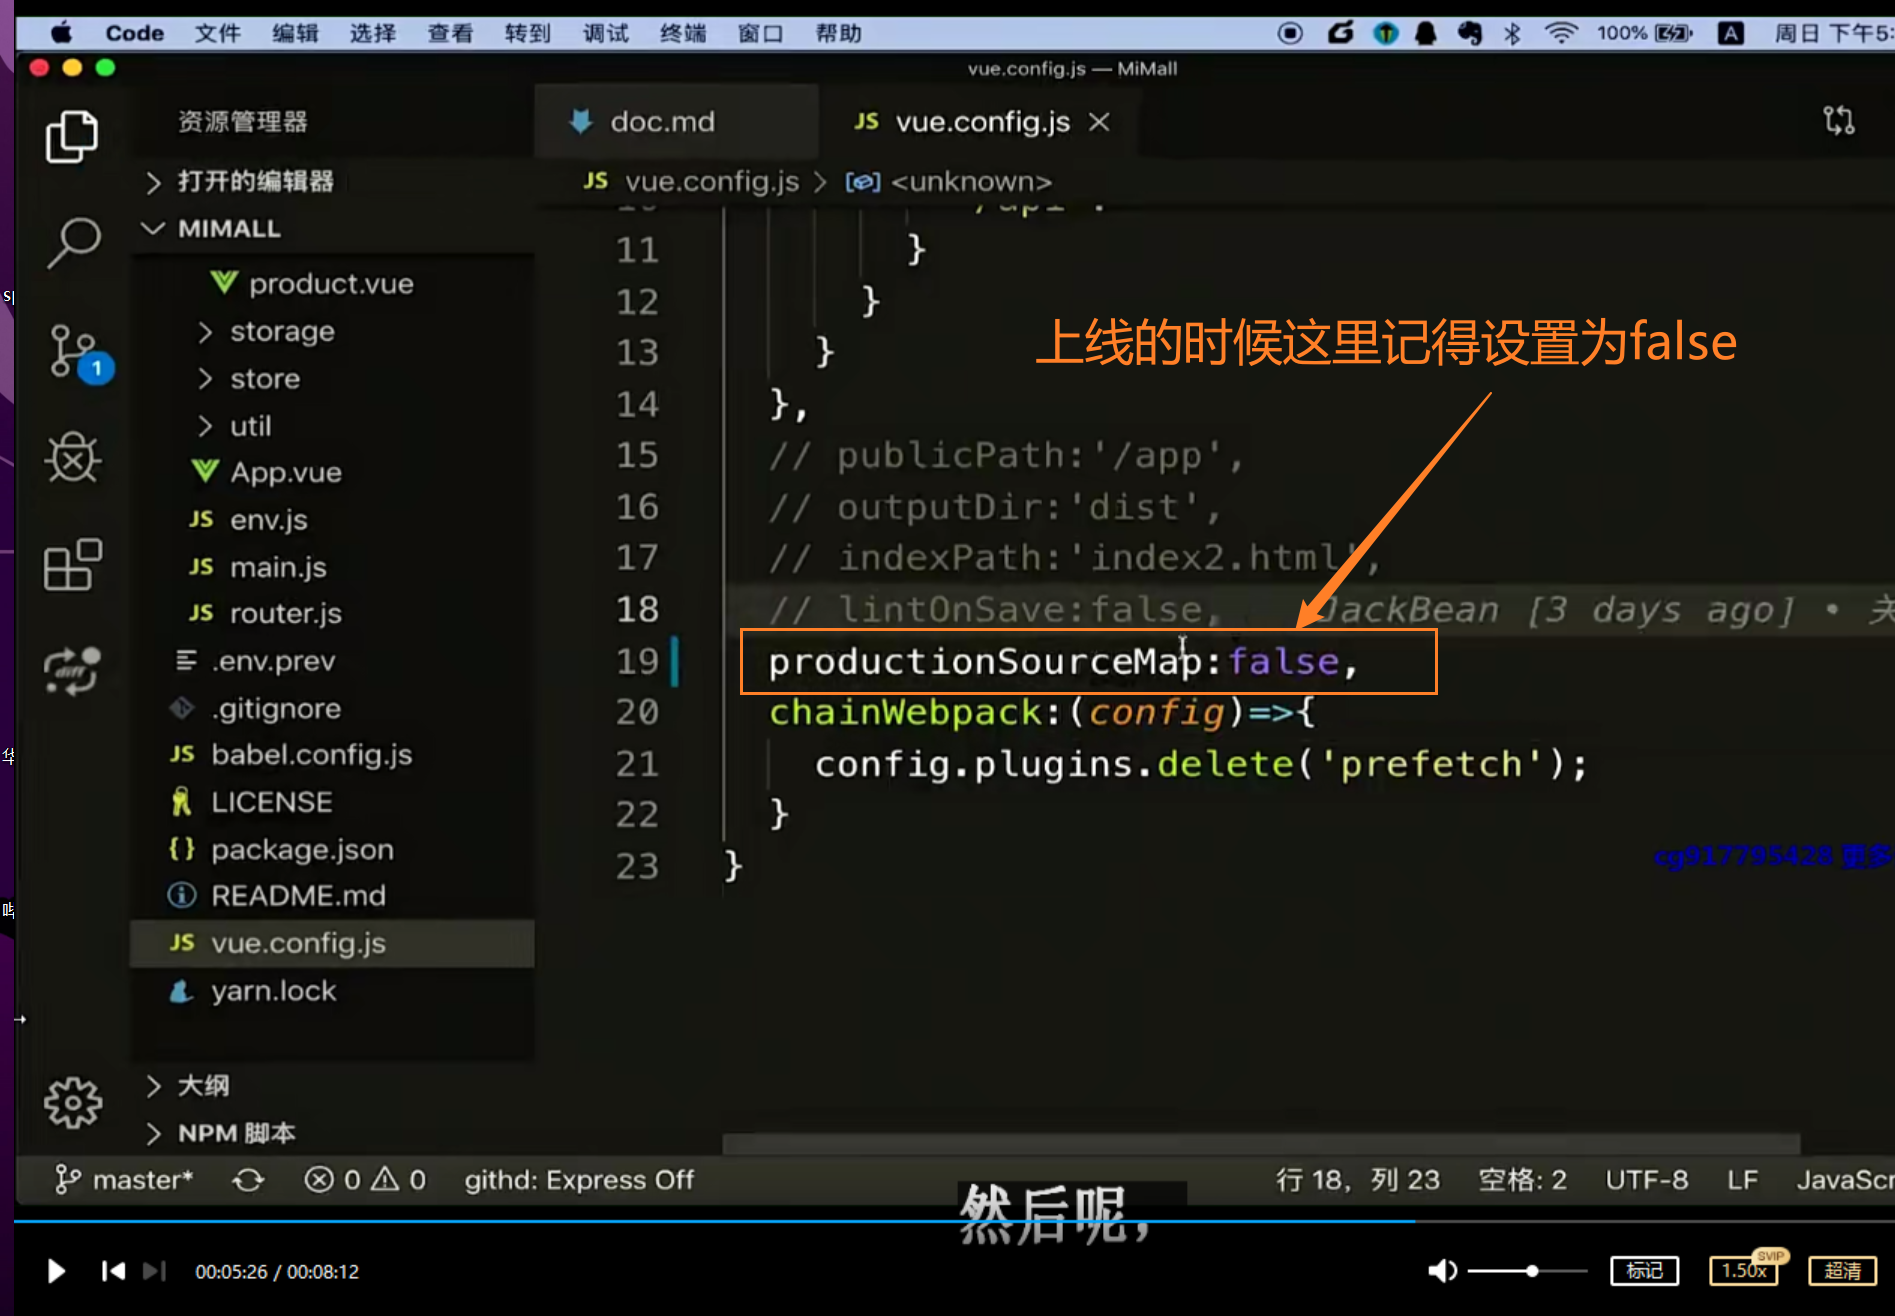 Code 文件 编辑 选择 查看 转到 调试 终端 窗口 帮助 100% A 周日 下午5:
vue.config.js — MiMall
资源管理器
doc.md
JS vue.config.js
打开的编辑器
JS vue.config.js > <unknown>
MIMALL
product.vue
storage
store
util
App.vue
JS env.js
JS main.js
JS router.js
.env.prev
.gitignore
JS babel.config.js
LICENSE
{} package.json
README.md
JS vue.config.js
yarn.lock
大纲
NPM 脚本
1
11 }
12 }
13 }
14 },
15 // publicPath:'/app',
16 // outputDir:'dist',
17 // indexPath:'index2.html',
18 // lintOnSave:false, JackBean [3 days ago] • 关
19 productionSourceMap:false,
20 chainWebpack:(config)=>{
21 config.plugins.delete('prefetch');
22 }
23 }
上线的时候这里记得设置为false
cg917795428 更多
master* 0 0 githd: Express Off 行 18，列 23 空格: 2 UTF-8 LF JavaScr
然后呢，
00:05:26 / 00:08:12 标记 1.50x SVIP 超清